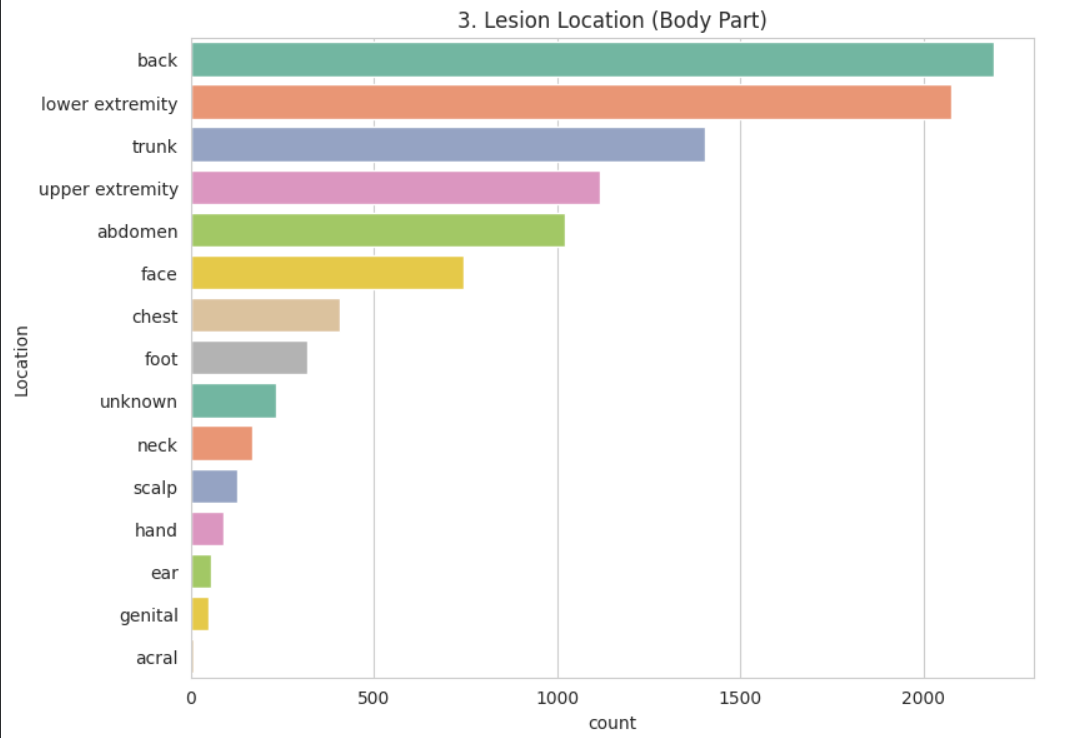 3. Lesion Location (Body Part)
back
lower extremity
trunk
upper extremity
abdomen
face
chest
foot
unknown
neck
scalp
hand
ear
genital
acral
Location
0 500 1000 1500 2000
count